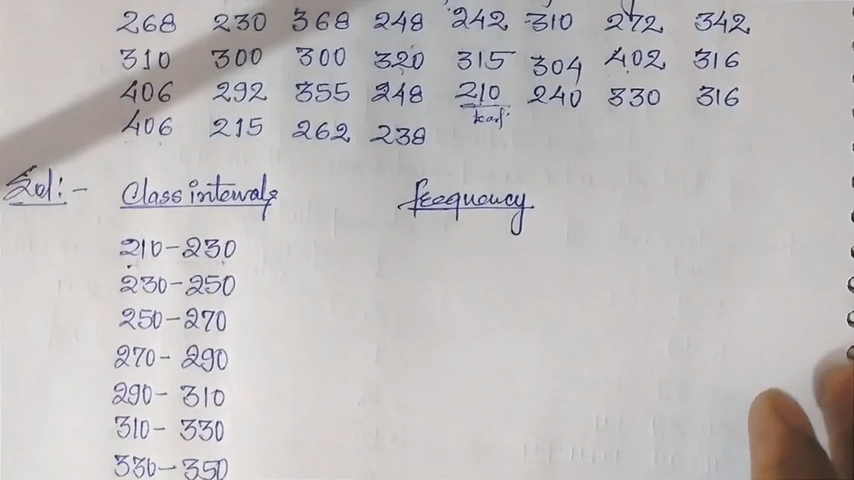 268 230 368 248 242 310 272 342
310 300 300 320 315 304 402 316
406 292 355 248 210 240 330 316
406 215 262 238
Sol:- Class intervals frequency
210-230
230-250
250-270
270-290
290-310
310-330
330-350